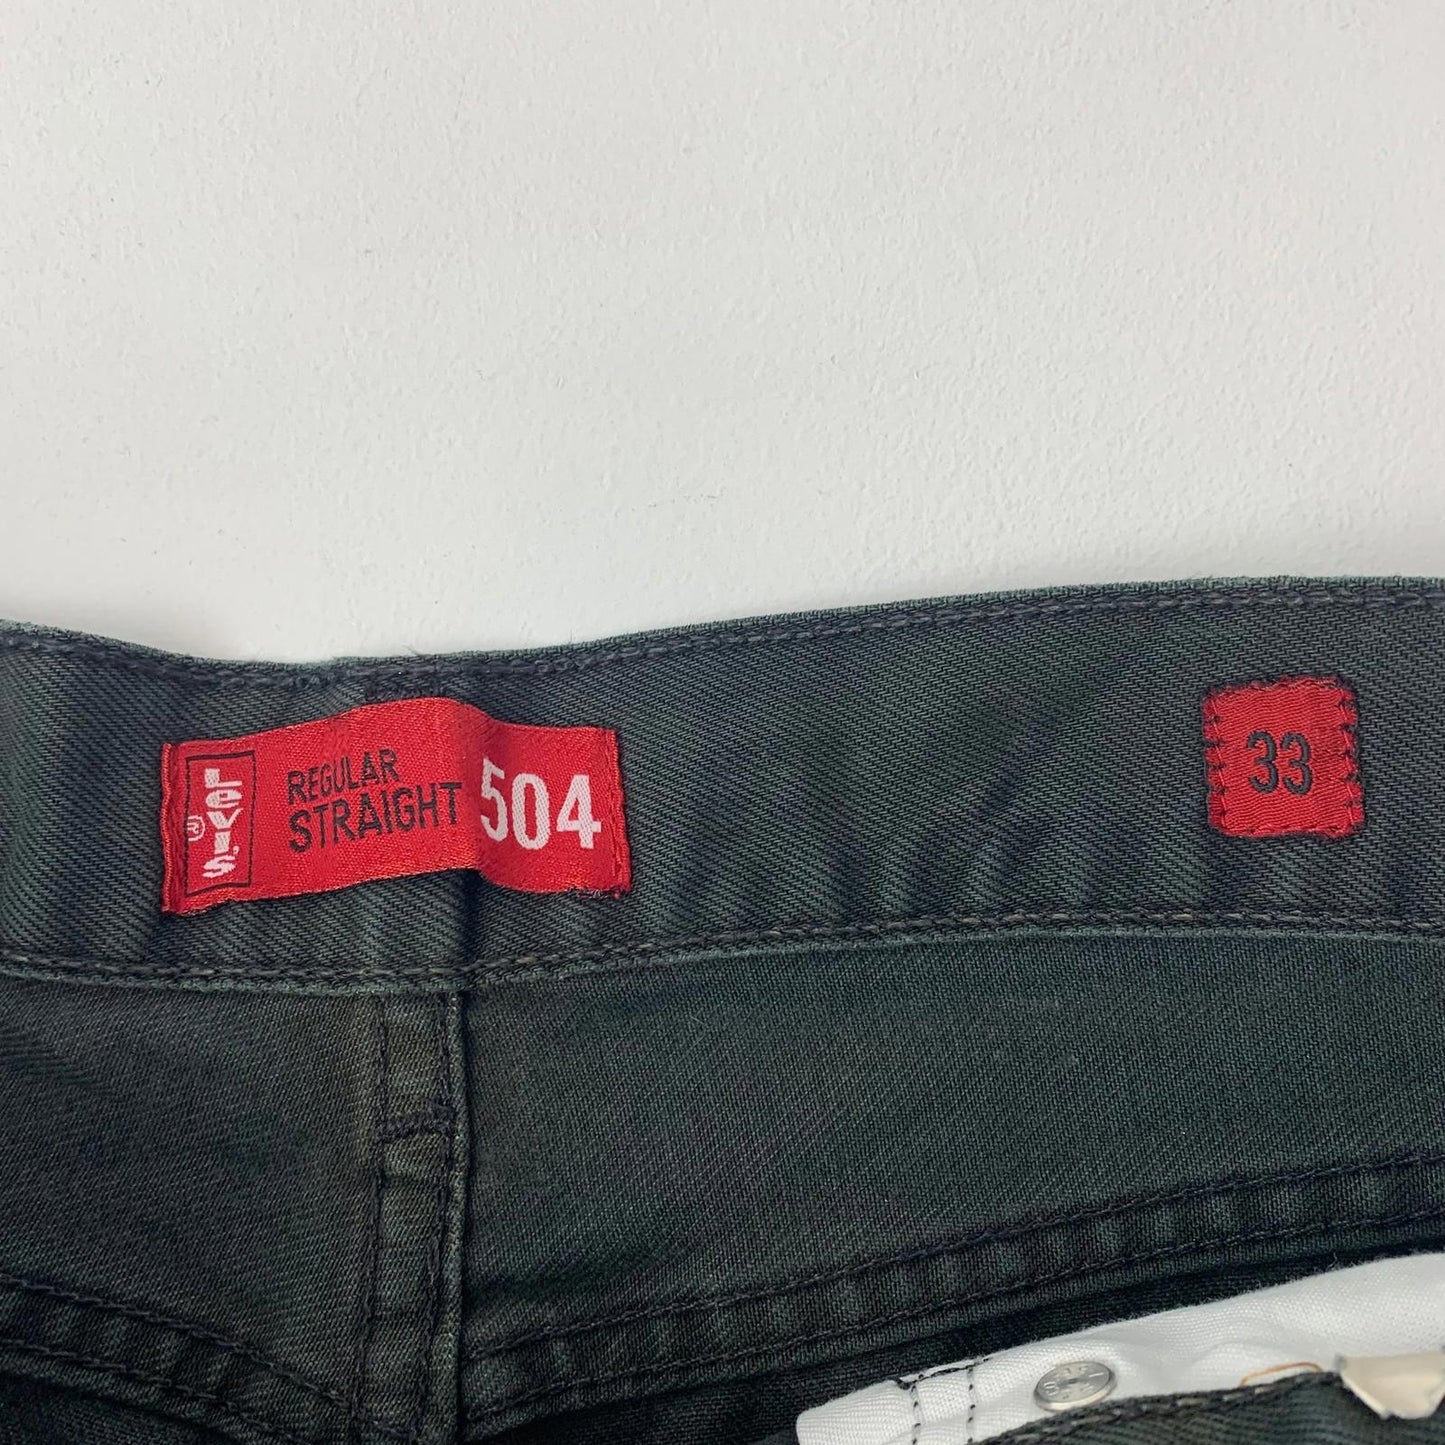 LEVI'S
®
REGULAR
STRAIGHT
504
33